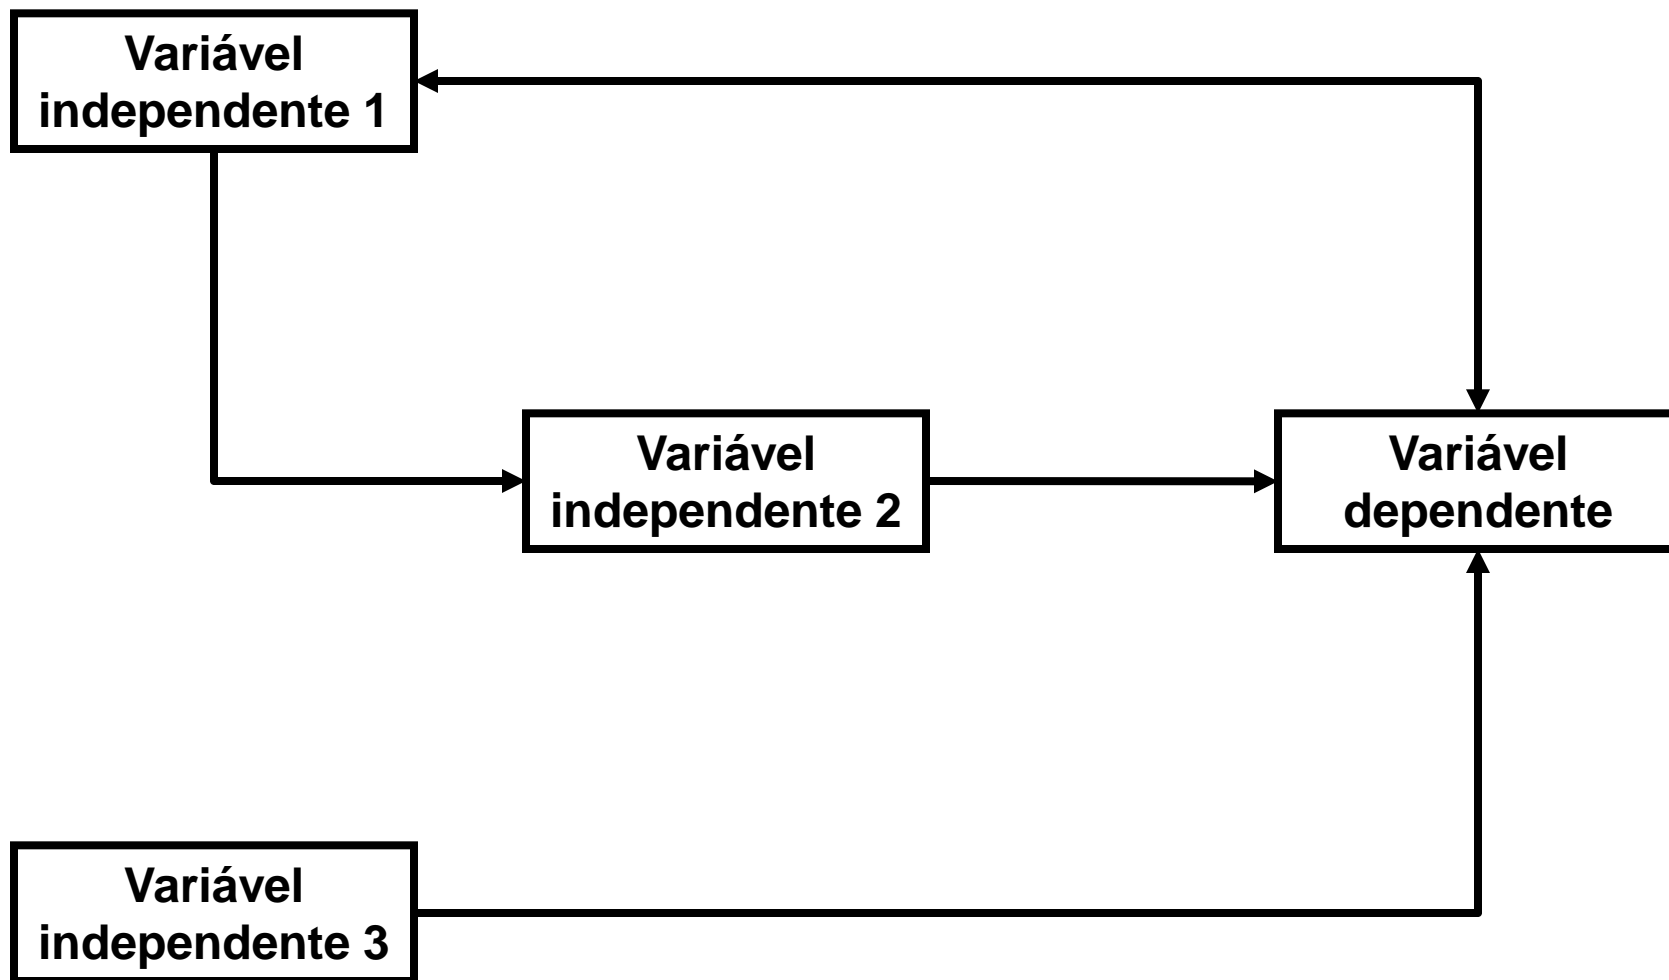 Variável
independente 1
Variável
independente 2
Variável
dependente
Variável
independente 3